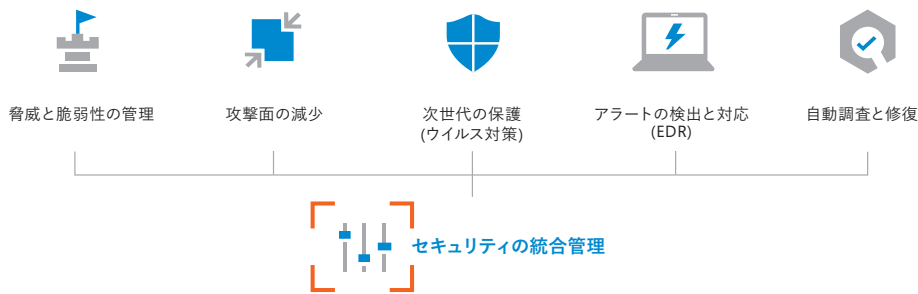 脅威と脆弱性の管理
攻撃面の減少
次世代の保護
(ウイルス対策)
アラートの検出と対応
(EDR)
自動調査と修復
セキュリティの統合管理